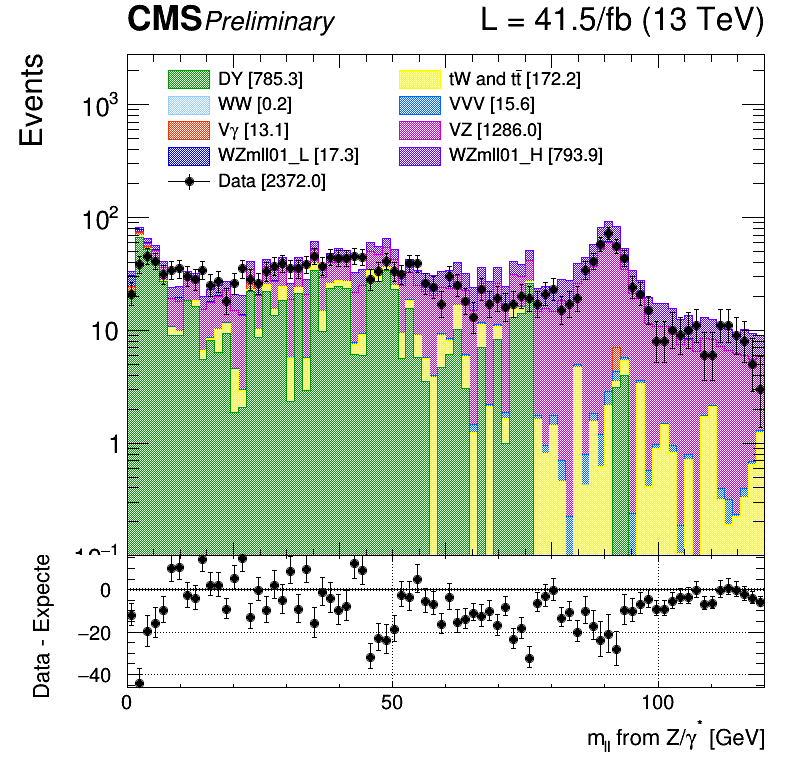 CMS Preliminary L = 41.5/fb (13 TeV)
Events
DY [785.3] tW and tt̄ [172.2]
WW [0.2] VVV [15.6]
Vγ [13.1] VZ [1286.0]
WZmll01_L [17.3] WZmll01_H [793.9]
Data [2372.0]
10³
10²
10
1
10⁻¹
Data - Expecte
0
−20
−40
0 50 100
m_ll from Z/γ* [GeV]